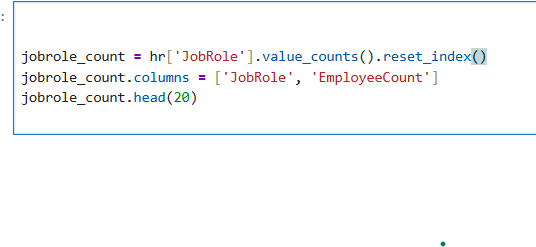 :
jobrole_count = hr['JobRole'].value_counts().reset_index()
jobrole_count.columns = ['JobRole', 'EmployeeCount']
jobrole_count.head(20)